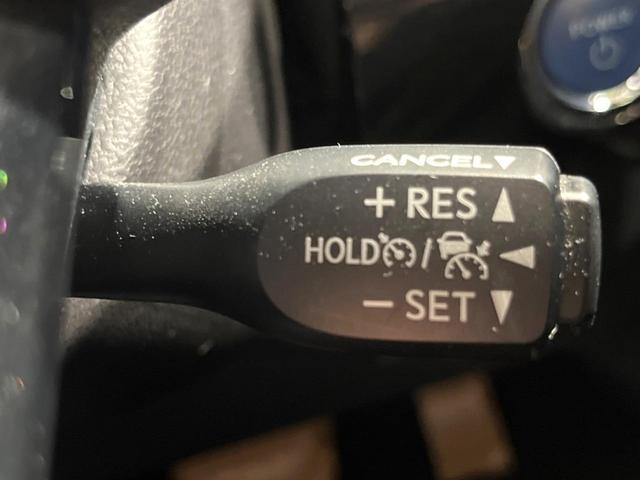 POWER
CANCEL▼
+ RES ▲
HOLD / ◀
− SET ▼